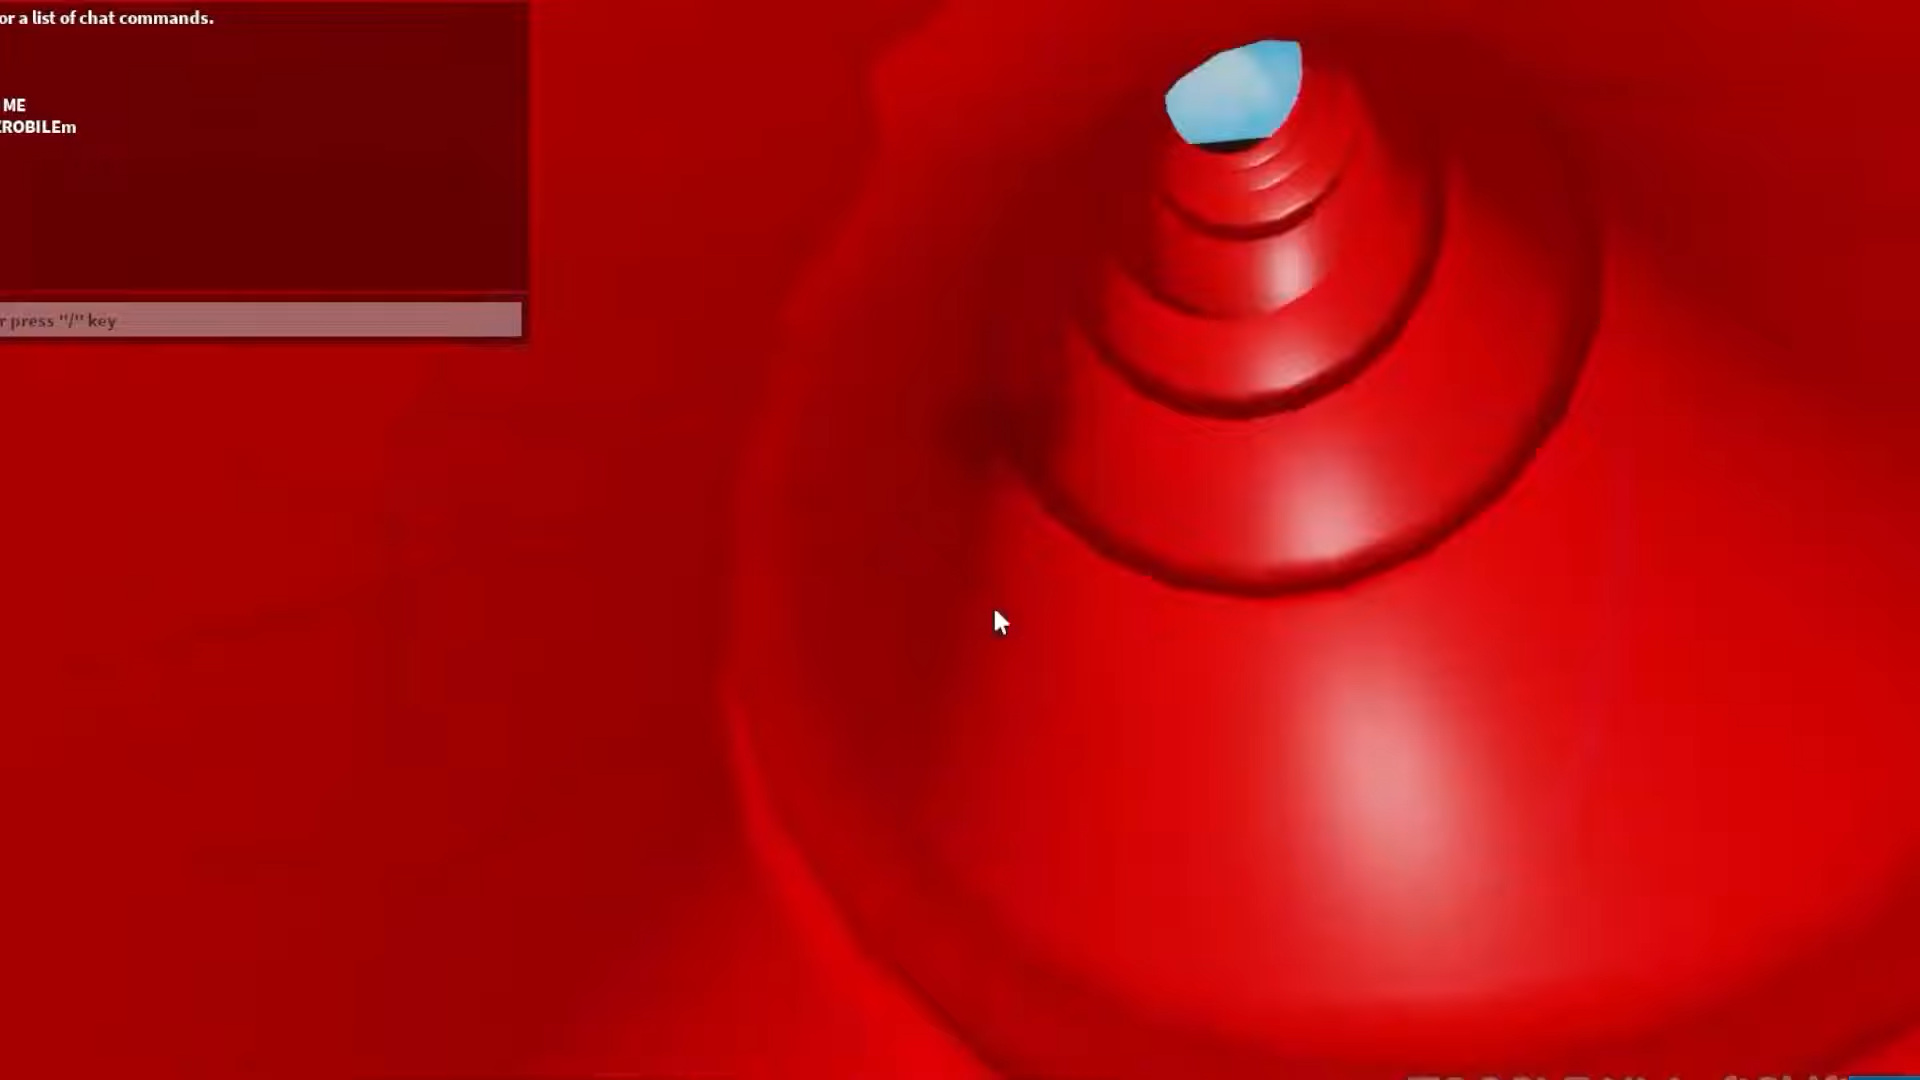 or a list of chat commands.
ME
ROBILEm
r press "/" key